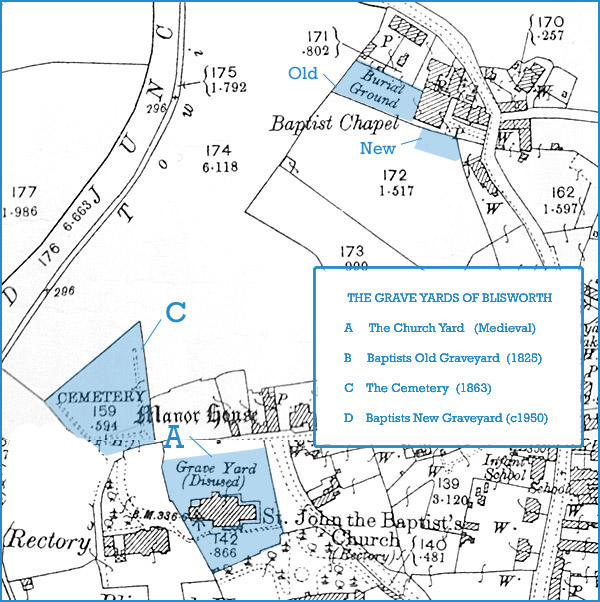 170
.257
171
.802
P.
P.
175
1.792
Old
Burial
Ground
JUNC
296
Baptist Chapel
P
New
W.
W.
W
174
6.118
To wi
172
1.517
162
1.597
W
177
1.986
176 6.663
173
D
296
THE GRAVE YARDS OF BLISWORTH
A The Church Yard (Medieval)
B Baptists Old Graveyard (1825)
C The Cemetery (1863)
D Baptists New Graveyard (c1950)
C
CEMETERY
159
.594
Manor House
P
W
A
Grave Yard
(Disused)
Infant
School
School
139
3.120
W.
W.
B.M.336.
St. John the Baptist's
Church
(Rectory)
142
.866
140
.481
Rectory
W.
W.
W